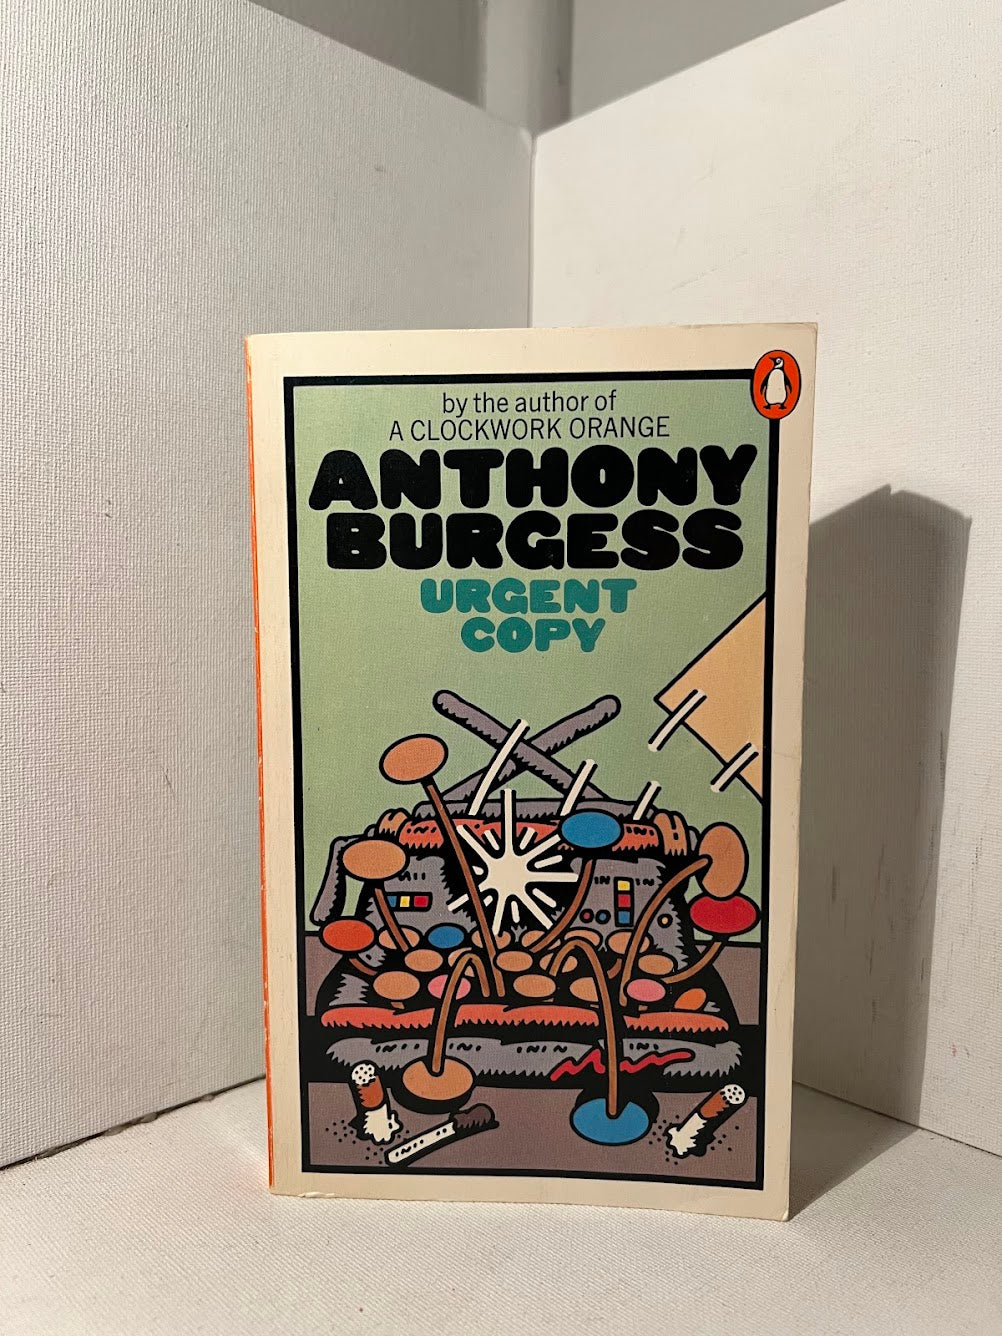 by the author of
A CLOCKWORK ORANGE
ANTHONY
BURGESS
URGENT
COPY